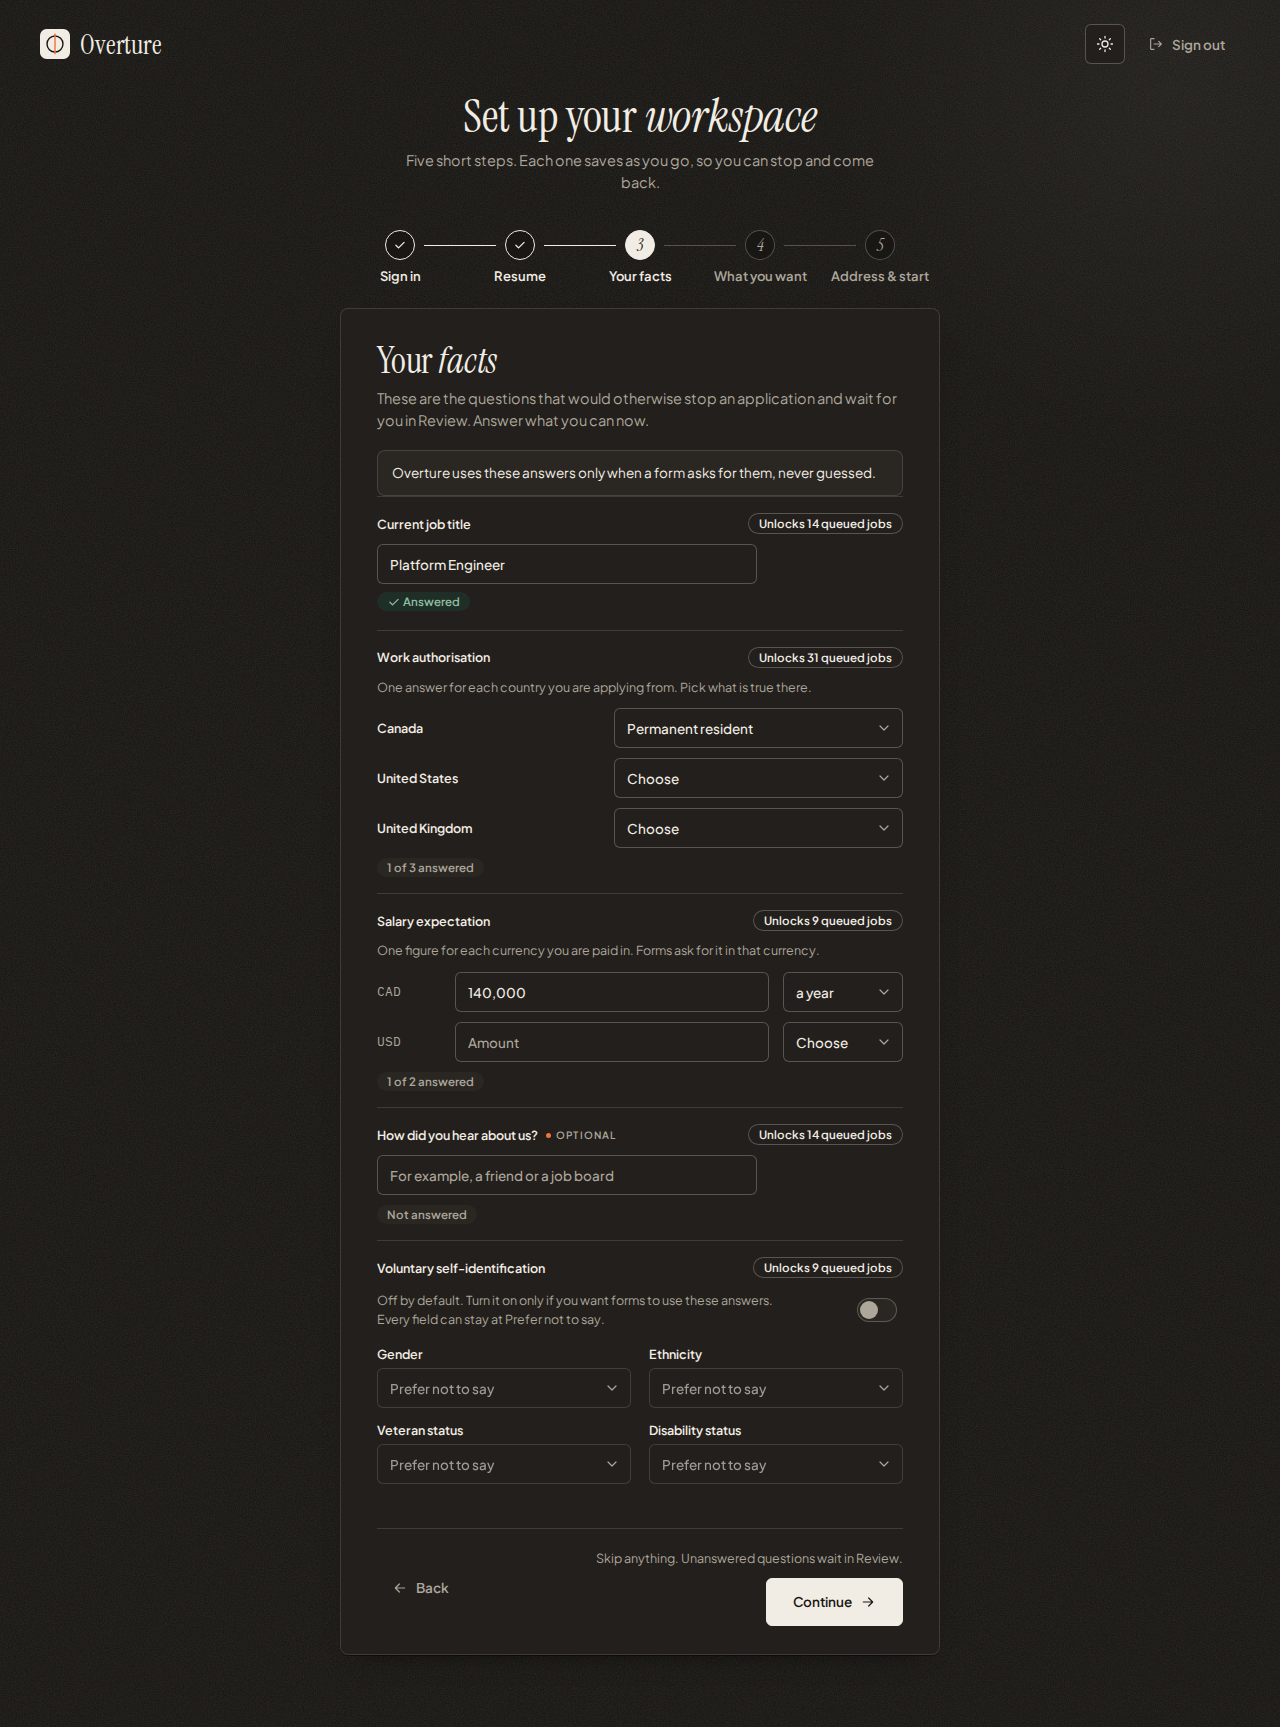 Overture
Sign out
Set up your workspace
Five short steps. Each one saves as you go, so you can stop and come
back.
3
4
5
Sign in
Resume
Your facts
What you want
Address & start
Your facts
These are the questions that would otherwise stop an application and wait for
you in Review. Answer what you can now.
Overture uses these answers only when a form asks for them, never guessed.
Current job title
Unlocks 14 queued jobs
Platform Engineer
Answered
Work authorisation
Unlocks 31 queued jobs
One answer for each country you are applying from. Pick what is true there.
Canada
Permanent resident
United States
Choose
United Kingdom
Choose
1 of 3 answered
Salary expectation
Unlocks 9 queued jobs
One figure for each currency you are paid in. Forms ask for it in that currency.
CAD
140,000
a year
USD
Amount
Choose
1 of 2 answered
How did you hear about us?
OPTIONAL
Unlocks 14 queued jobs
For example, a friend or a job board
Not answered
Voluntary self-identification
Unlocks 9 queued jobs
Off by default. Turn it on only if you want forms to use these answers.
Every field can stay at Prefer not to say.
Gender
Ethnicity
Prefer not to say
Prefer not to say
Veteran status
Disability status
Prefer not to say
Prefer not to say
Skip anything. Unanswered questions wait in Review.
Back
Continue